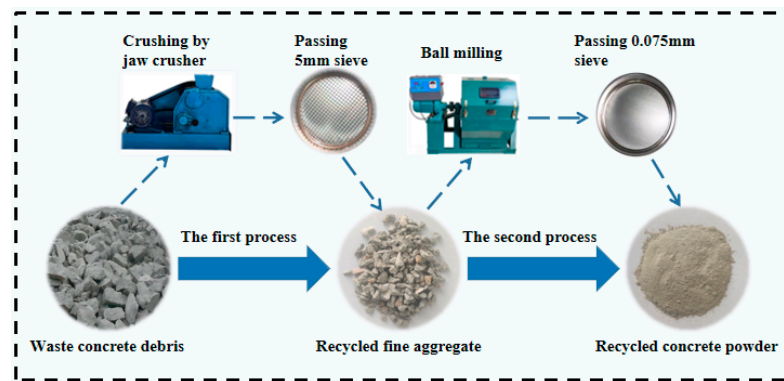 Crushing by
jaw crusher
Passing
5mm sieve
Ball milling
Passing 0.075mm
sieve
The first process
The second process
Waste concrete debris
Recycled fine aggregate
Recycled concrete powder